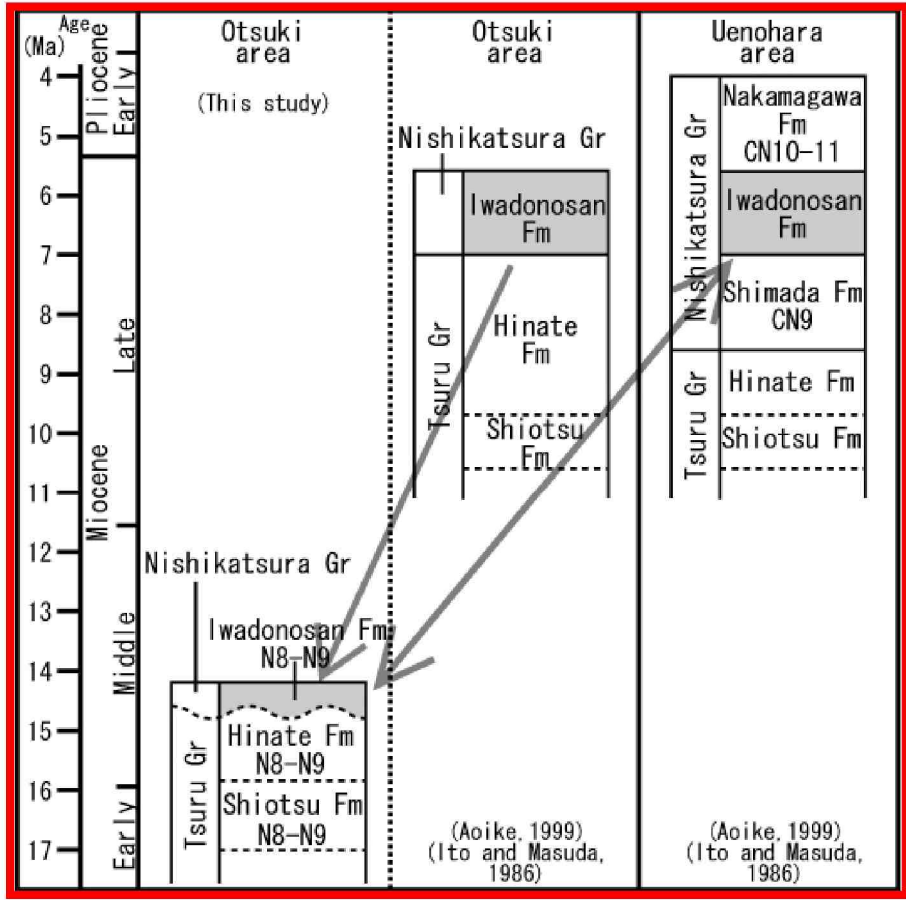 Age
(Ma)
4
5
6
7
8
9
10
11
12
13
14
15
16
17
Pliocene
Early
Miocene
Late
Middle
Early
Otsuki
area
(This study)
Nishikatsura Gr
Iwadonosan Fm
N8-N9
Tsuru Gr
Hinate Fm
N8-N9
Shiotsu Fm
N8-N9
Otsuki
area
Nishikatsura Gr
Iwadonosan
Fm
Tsuru Gr
Hinate
Fm
Shiotsu
Fm
(Aoike, 1999)
(Ito and Masuda,
1986)
Uenohara
area
Nishikatsura Gr
Nakamagawa
Fm
CN10-11
Iwadonosan
Fm
Shimada Fm
CN9
Tsuru Gr
Hinate Fm
Shiotsu Fm
(Aoike, 1999)
(Ito and Masuda,
1986)